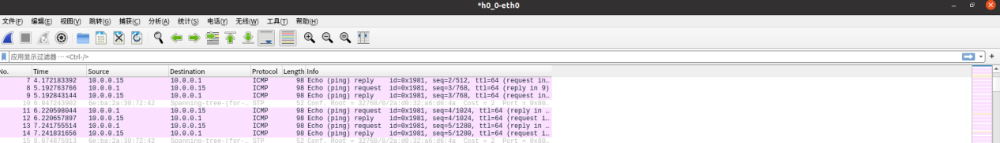 *h0_0-eth0
文件(F) 编辑(E) 视图(V) 跳转(G) 捕获(C) 分析(A) 统计(S) 电话(Y) 无线(W) 工具(T) 帮助(H)
应用显示过滤器 … <Ctrl-/>
No. Time Source Destination Protocol Length Info
7 4.172183392 10.0.0.15 10.0.0.1 ICMP 98 Echo (ping) reply id=0x1981, seq=2/512, ttl=64 (request in…
8 5.192763766 10.0.0.1 10.0.0.15 ICMP 98 Echo (ping) request id=0x1981, seq=3/768, ttl=64 (reply in 9)
9 5.192843144 10.0.0.15 10.0.0.1 ICMP 98 Echo (ping) reply id=0x1981, seq=3/768, ttl=64 (request in…
10 6.047243902 6e:ba:2a:30:72:42 Spanning-tree-(for-… STP 52 Conf. Root = 32768/0/2a:d0:32:a6:d6:4a Cost = 2 Port = 0x80…
11 6.220598044 10.0.0.1 10.0.0.15 ICMP 98 Echo (ping) request id=0x1981, seq=4/1024, ttl=64 (reply in …
12 6.220657897 10.0.0.15 10.0.0.1 ICMP 98 Echo (ping) reply id=0x1981, seq=4/1024, ttl=64 (request i…
13 7.241755514 10.0.0.1 10.0.0.15 ICMP 98 Echo (ping) request id=0x1981, seq=5/1280, ttl=64 (reply in …
14 7.241831656 10.0.0.15 10.0.0.1 ICMP 98 Echo (ping) reply id=0x1981, seq=5/1280, ttl=64 (request i…
15 8.074875913 6e:ba:2a:30:72:42 Spanning-tree-(for-… STP 52 Conf. Root = 32768/0/2a:d0:32:a6:d6:4a Cost = 2 Port = 0x80…